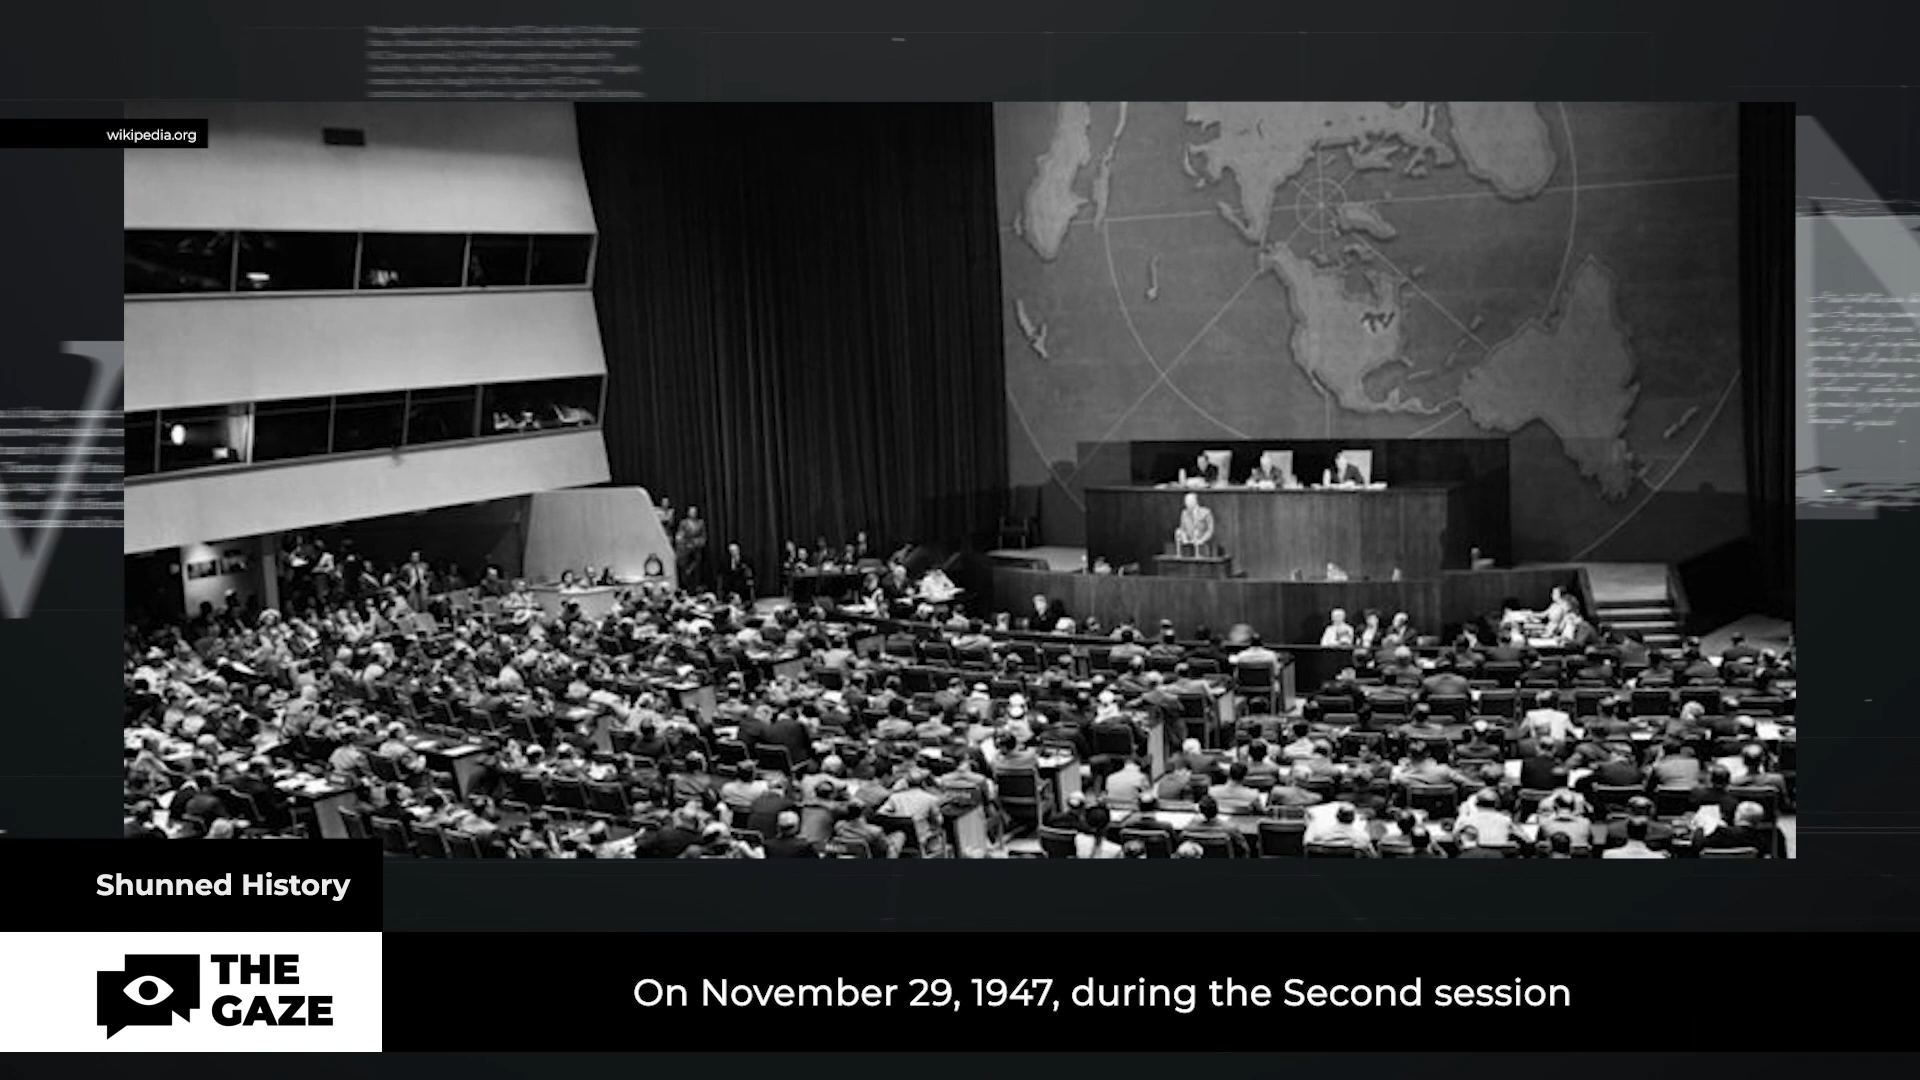 wikipedia.org
Shunned History
THE
GAZE
On November 29, 1947, during the Second session